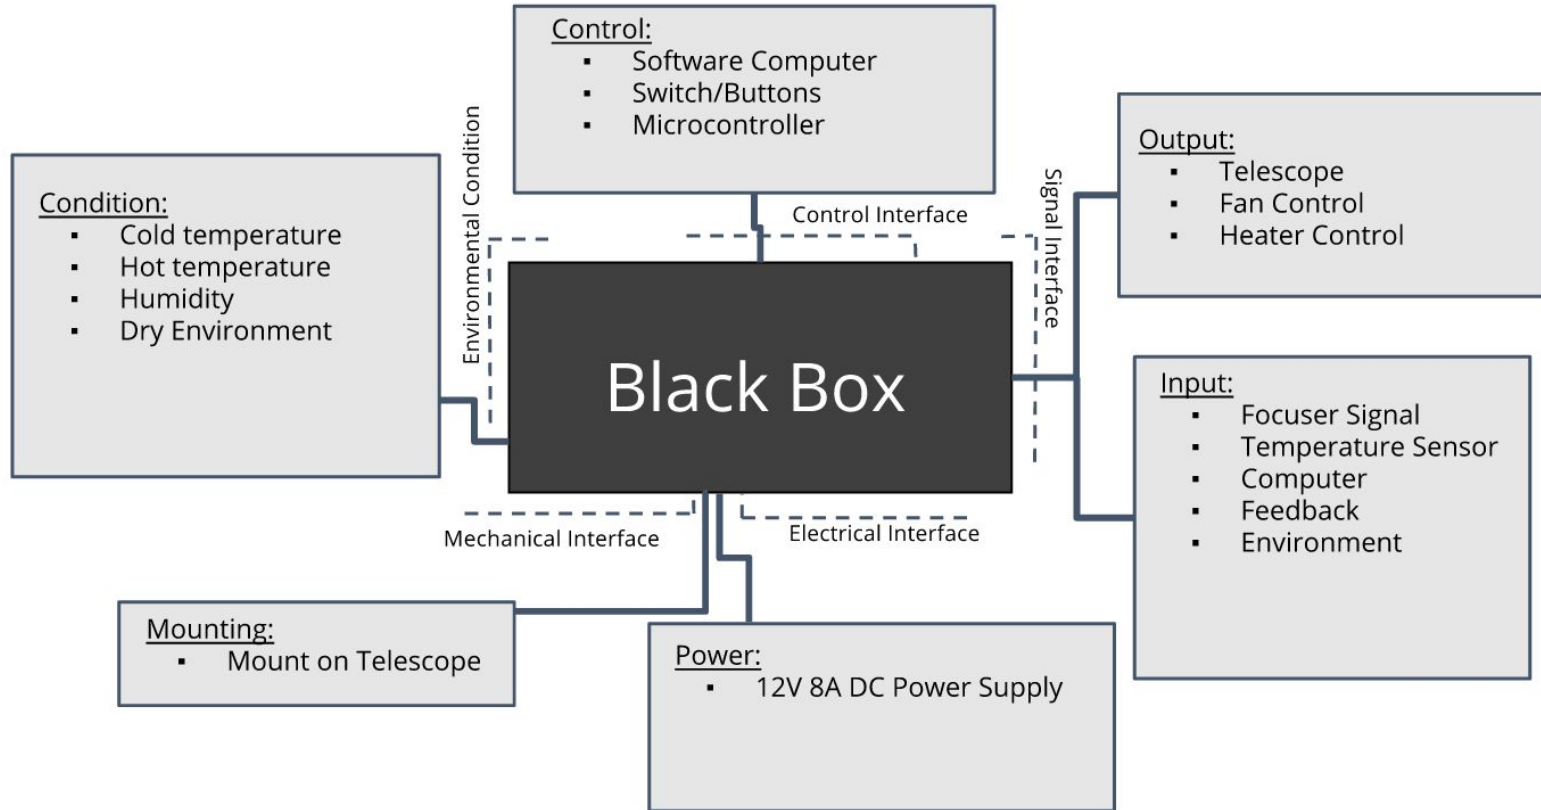 Control:
▪ Software Computer
▪ Switch/Buttons
▪ Microcontroller
Condition:
▪ Cold temperature
▪ Hot temperature
▪ Humidity
▪ Dry Environment
Environmental Condition
Control Interface
Signal Interface
Output:
▪ Telescope
▪ Fan Control
▪ Heater Control
Black Box
Input:
▪ Focuser Signal
▪ Temperature Sensor
▪ Computer
▪ Feedback
▪ Environment
Mechanical Interface
Electrical Interface
Mounting:
▪ Mount on Telescope
Power:
▪ 12V 8A DC Power Supply